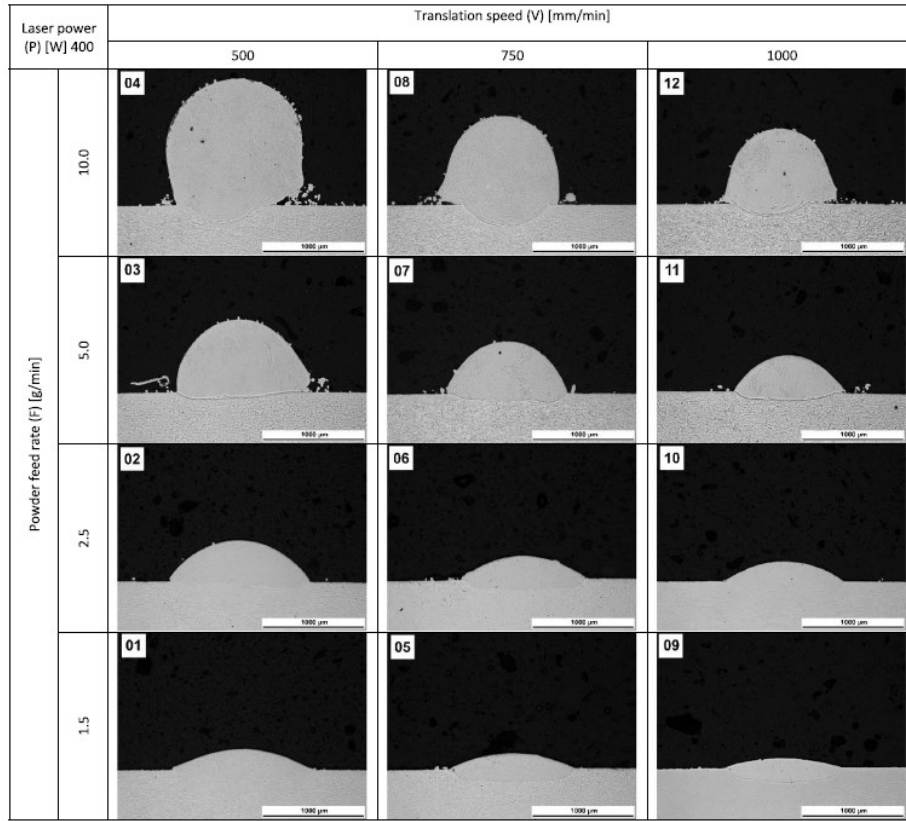 Laser power
(P) [W] 400
Translation speed (V) [mm/min]
500
750
1000
Powder feed rate (F) [g/min]
10.0
04
1000 µm
08
1000 µm
12
1000 µm
5.0
03
1000 µm
07
1000 µm
11
1000 µm
2.5
02
1000 µm
06
1000 µm
10
1000 µm
1.5
01
1000 µm
05
1000 µm
09
1000 µm